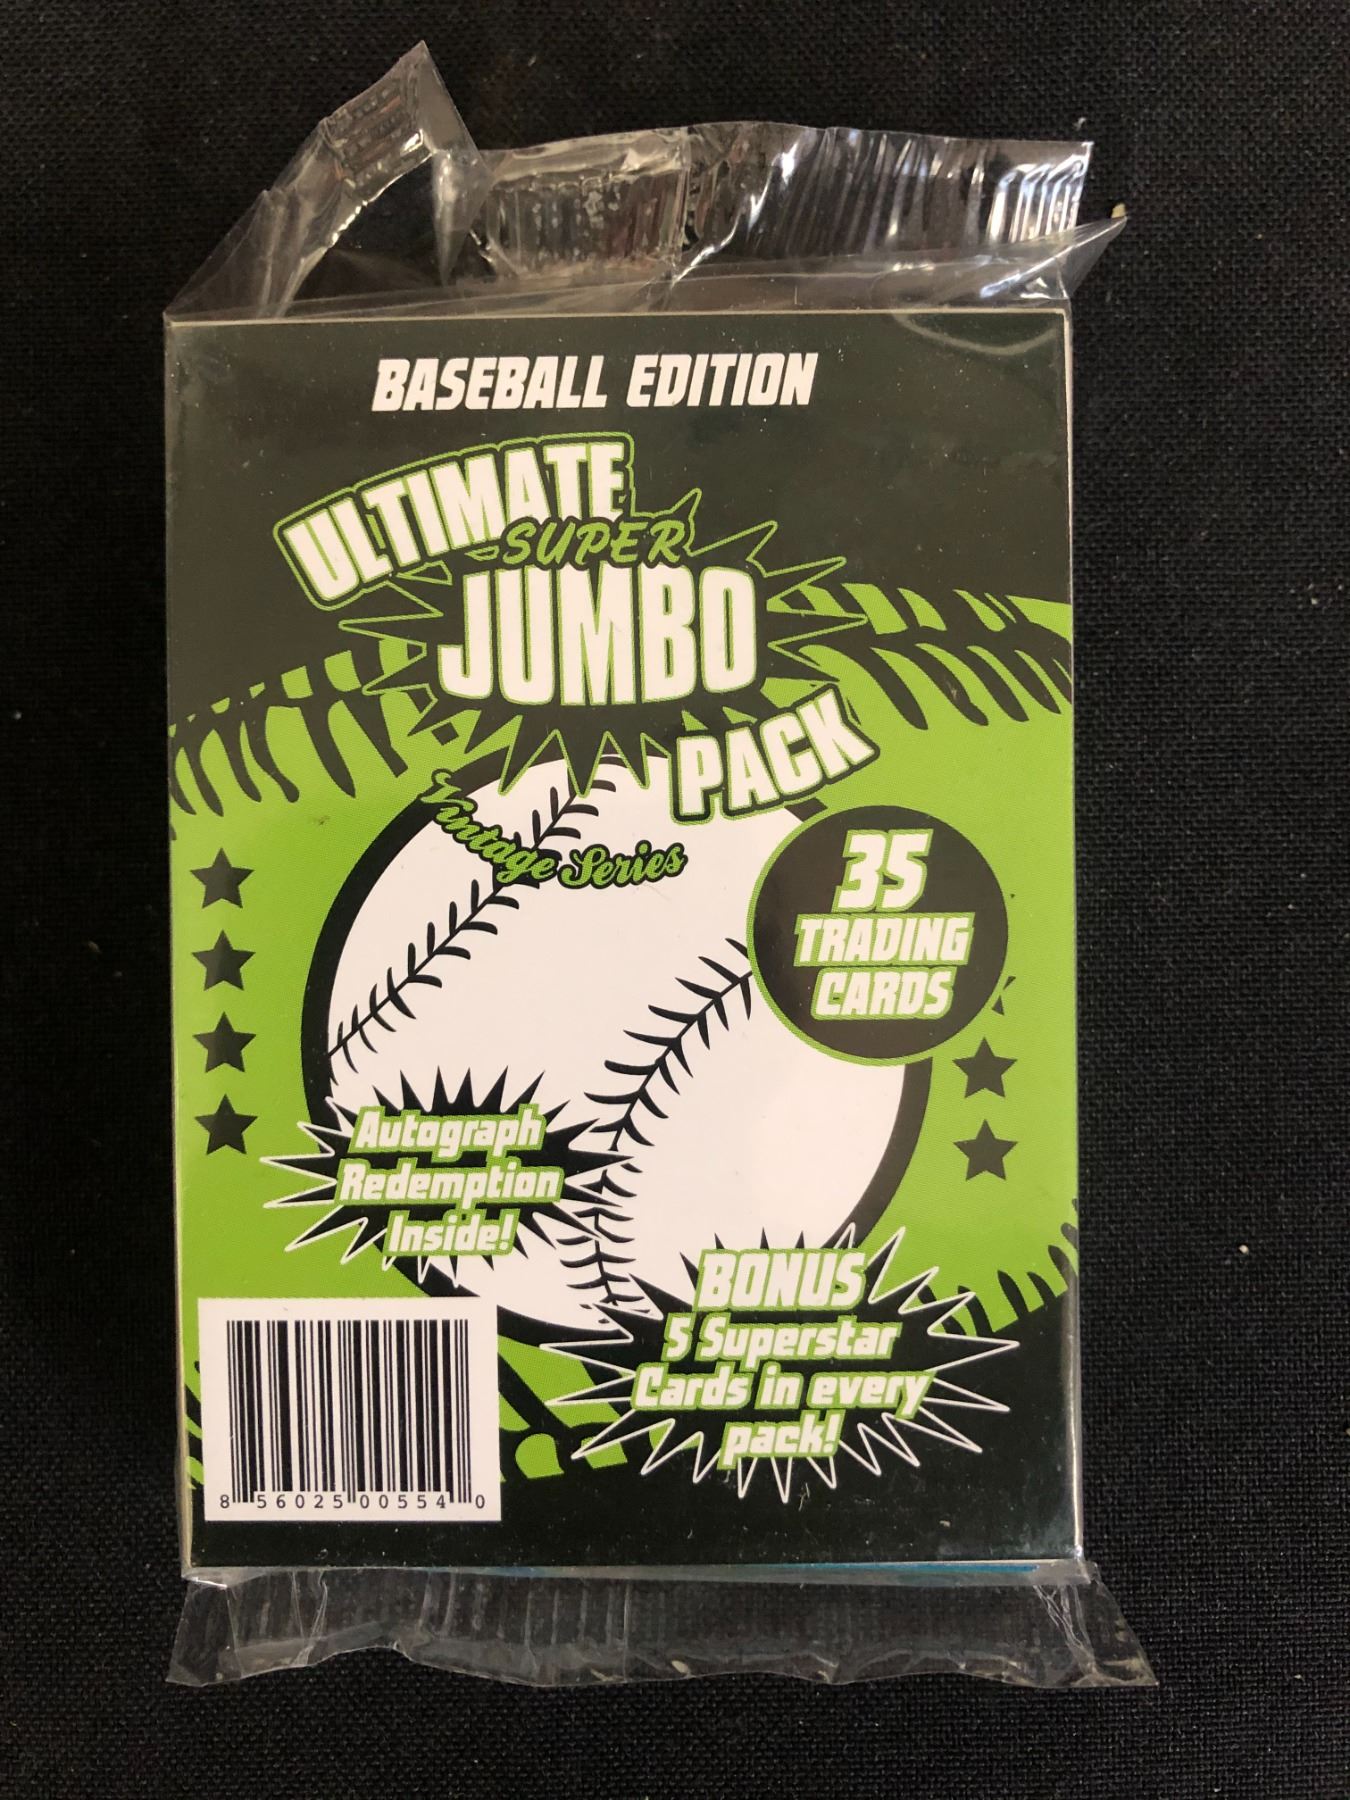 BASEBALL EDITION
ULTIMATE
SUPER
JUMBO
PACK
Vintage Series
35
TRADING
CARDS
Autograph
Redemption
Inside!
BONUS
5 Superstar
Cards in every
pack!
8 56025 00554 0